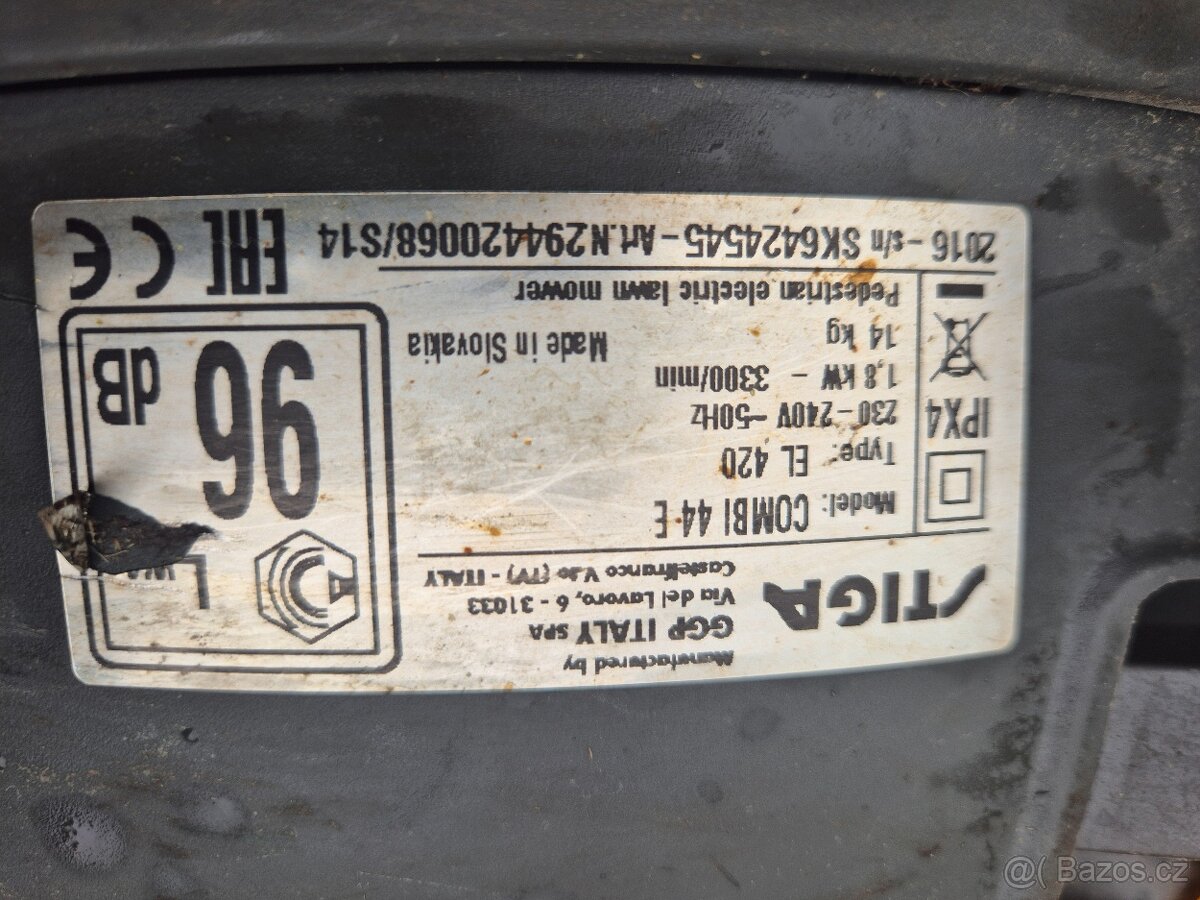 Manufactured by
GGP ITALY SPA
Via del Lavoro, 6 - 31033
Castelfranco V.to (TV) - ITALY
STIGA
Model: COMBI 44 E
Type: EL 420
230-240V ~50Hz
1,8 kW - 3300/min
14 kg
Pedestrian electric lawn mower
IPX4
Made in Slovakia
L
96
dB
2016 - s/n SK6424545 - Art.N 294420068/S14
EAC CE
@( Bazos.cz